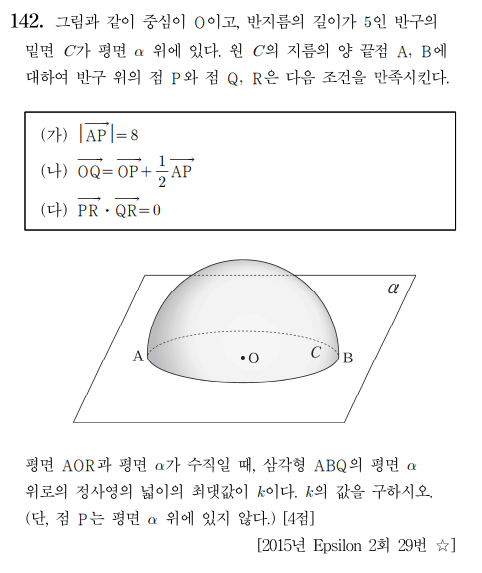 142. 그림과 같이 중심이 O이고, 반지름의 길이가 5인 반구의
밑면 C가 평면 α 위에 있다. 원 C의 지름의 양 끝점 A, B에
대하여 반구 위의 점 P와 점 Q, R은 다음 조건을 만족시킨다.
(가) |\overrightarrow{AP}|=8
(나) \overrightarrow{OQ}=\overrightarrow{OP}+\frac{1}{2}\overrightarrow{AP}
(다) \overrightarrow{PR}·\overrightarrow{QR}=0
α
A
O
C
B
평면 AOR과 평면 α가 수직일 때, 삼각형 ABQ의 평면 α
위로의 정사영의 넓이의 최댓값이 k이다. k의 값을 구하시오.
(단, 점 P는 평면 α 위에 있지 않다.) [4점]
[2015년 Epsilon 2회 29번 ☆]